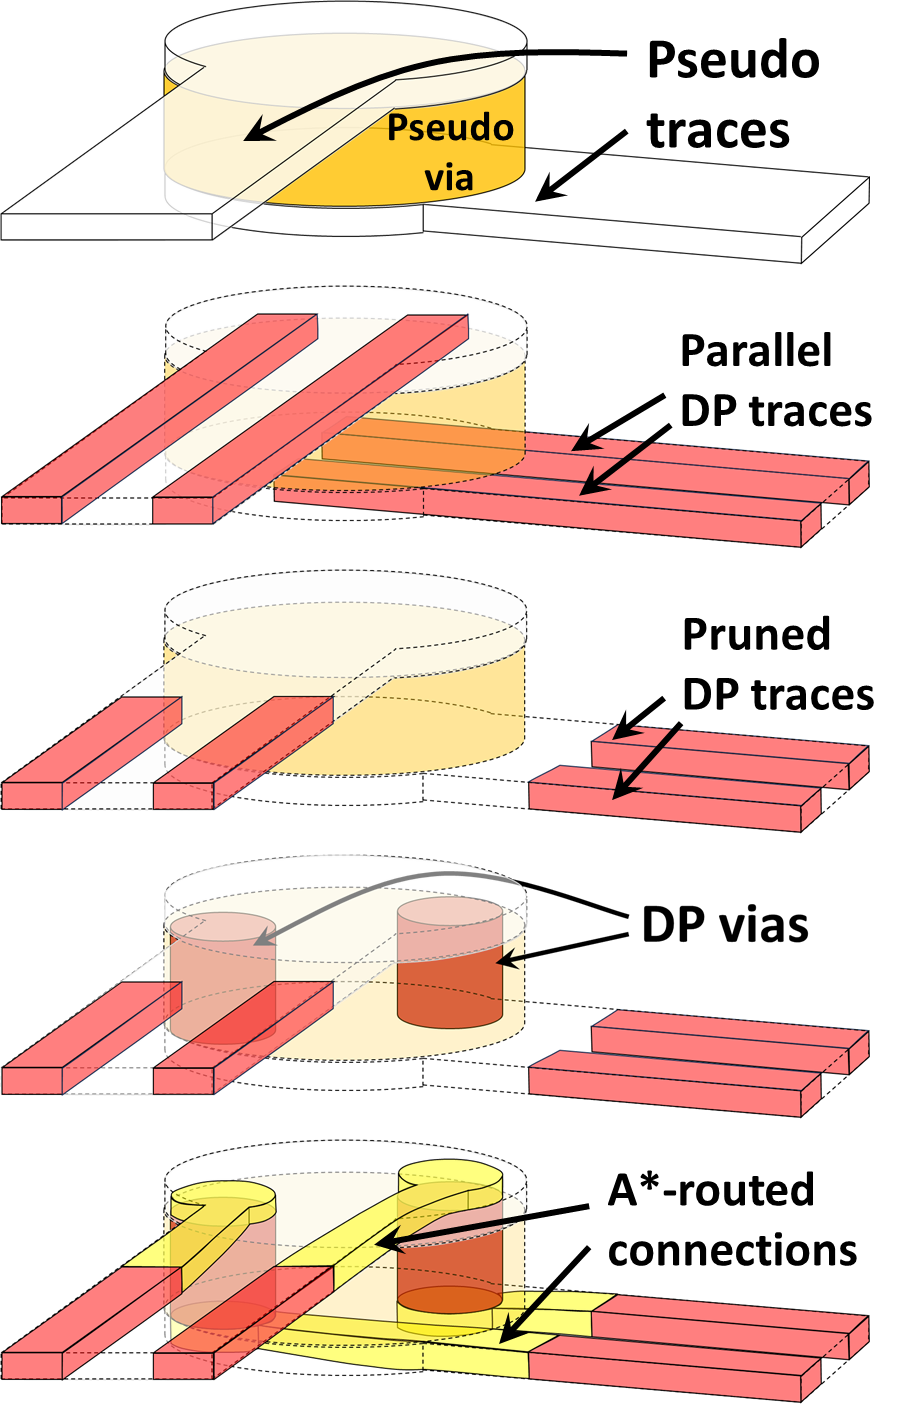 Pseudo
traces
Pseudo
via
Parallel
DP traces
Pruned
DP traces
DP vias
A*-routed
connections